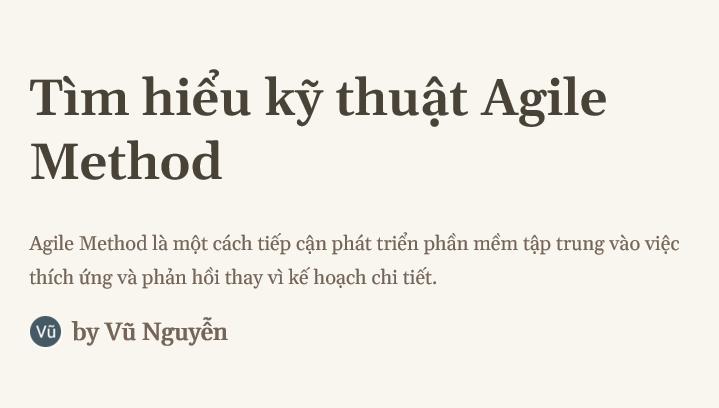 Tìm hiểu kỹ thuật Agile
Method
Agile Method là một cách tiếp cận phát triển phần mềm tập trung vào việc
thích ứng và phản hồi thay vì kế hoạch chi tiết.
Vũ by Vũ Nguyễn